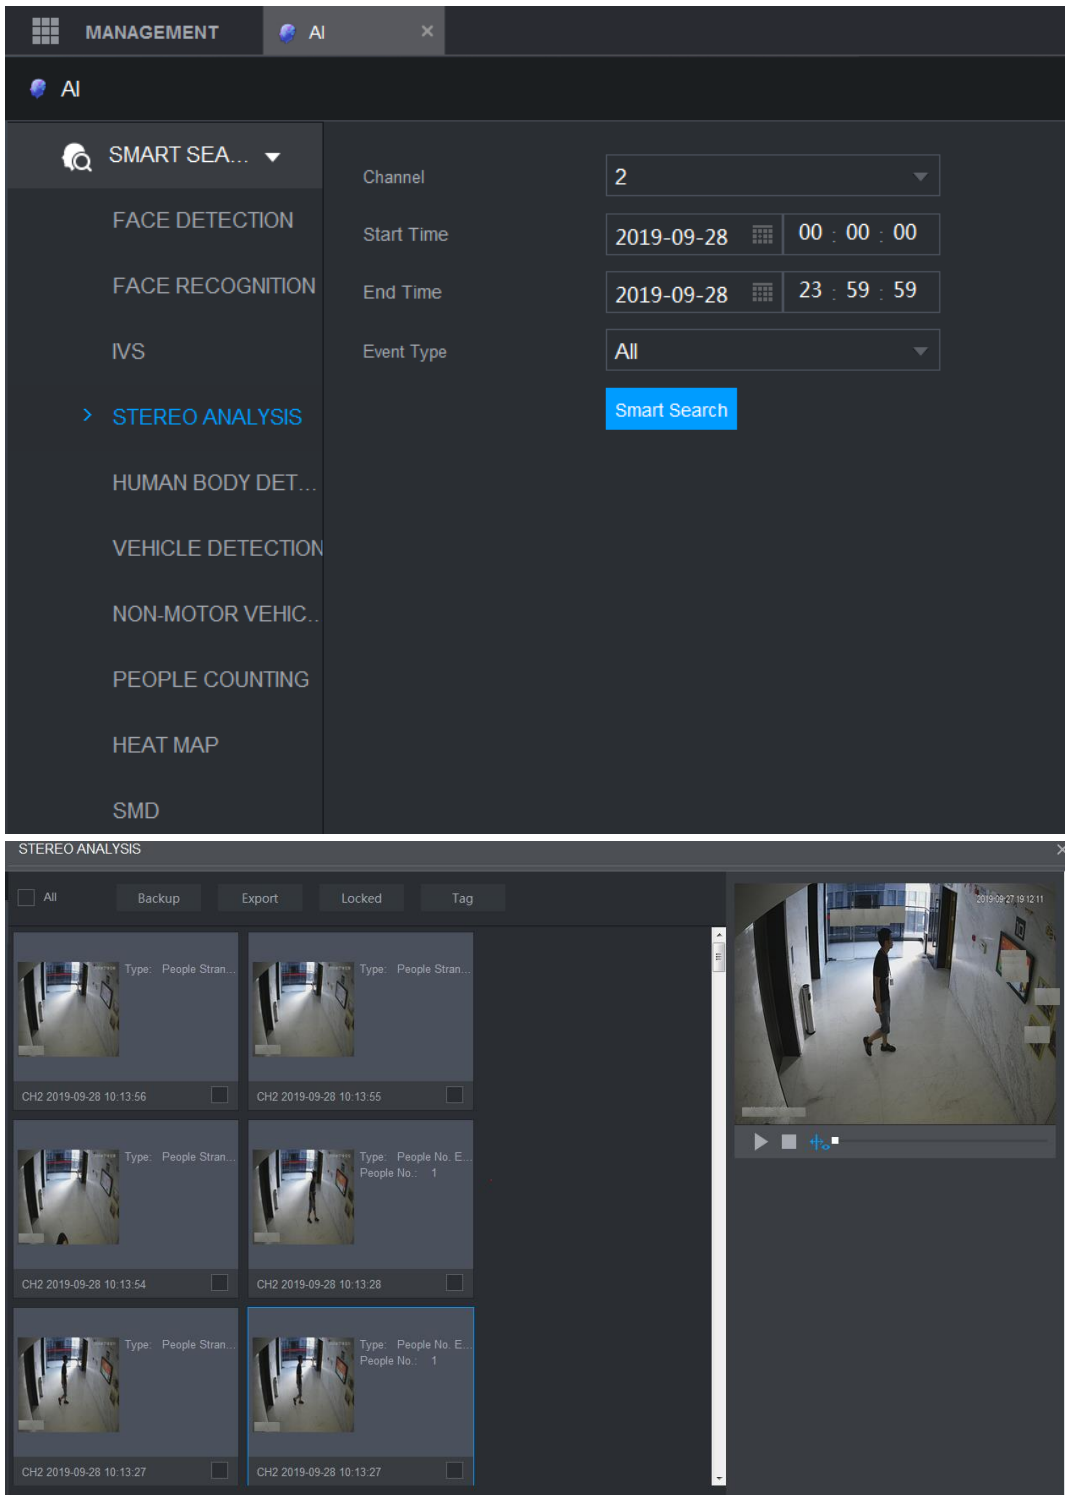 MANAGEMENT
AI
AI
SMART SEA...
FACE DETECTION
FACE RECOGNITION
IVS
STEREO ANALYSIS
HUMAN BODY DET...
VEHICLE DETECTION
NON-MOTOR VEHIC..
PEOPLE COUNTING
HEAT MAP
SMD
Channel 2
Start Time 2019-09-28 00 : 00 : 00
End Time 2019-09-28 23 : 59 : 59
Event Type All
Smart Search
STEREO ANALYSIS
All Backup Export Locked Tag
Type: People Stran...
CH2 2019-09-28 10:13:56
Type: People Stran...
CH2 2019-09-28 10:13:55
Type: People Stran...
CH2 2019-09-28 10:13:54
Type: People No. E...
People No.: 1
CH2 2019-09-28 10:13:28
Type: People Stran...
CH2 2019-09-28 10:13:27
Type: People No. E...
People No.: 1
CH2 2019-09-28 10:13:27
2019-09-27 19 12 11